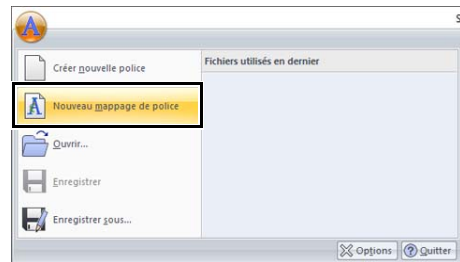 S
Créer nouvelle police
Fichiers utilisés en dernier
Nouveau mappage de police
Ouvrir...
Enregistrer
Enregistrer sous...
Options
Quitter